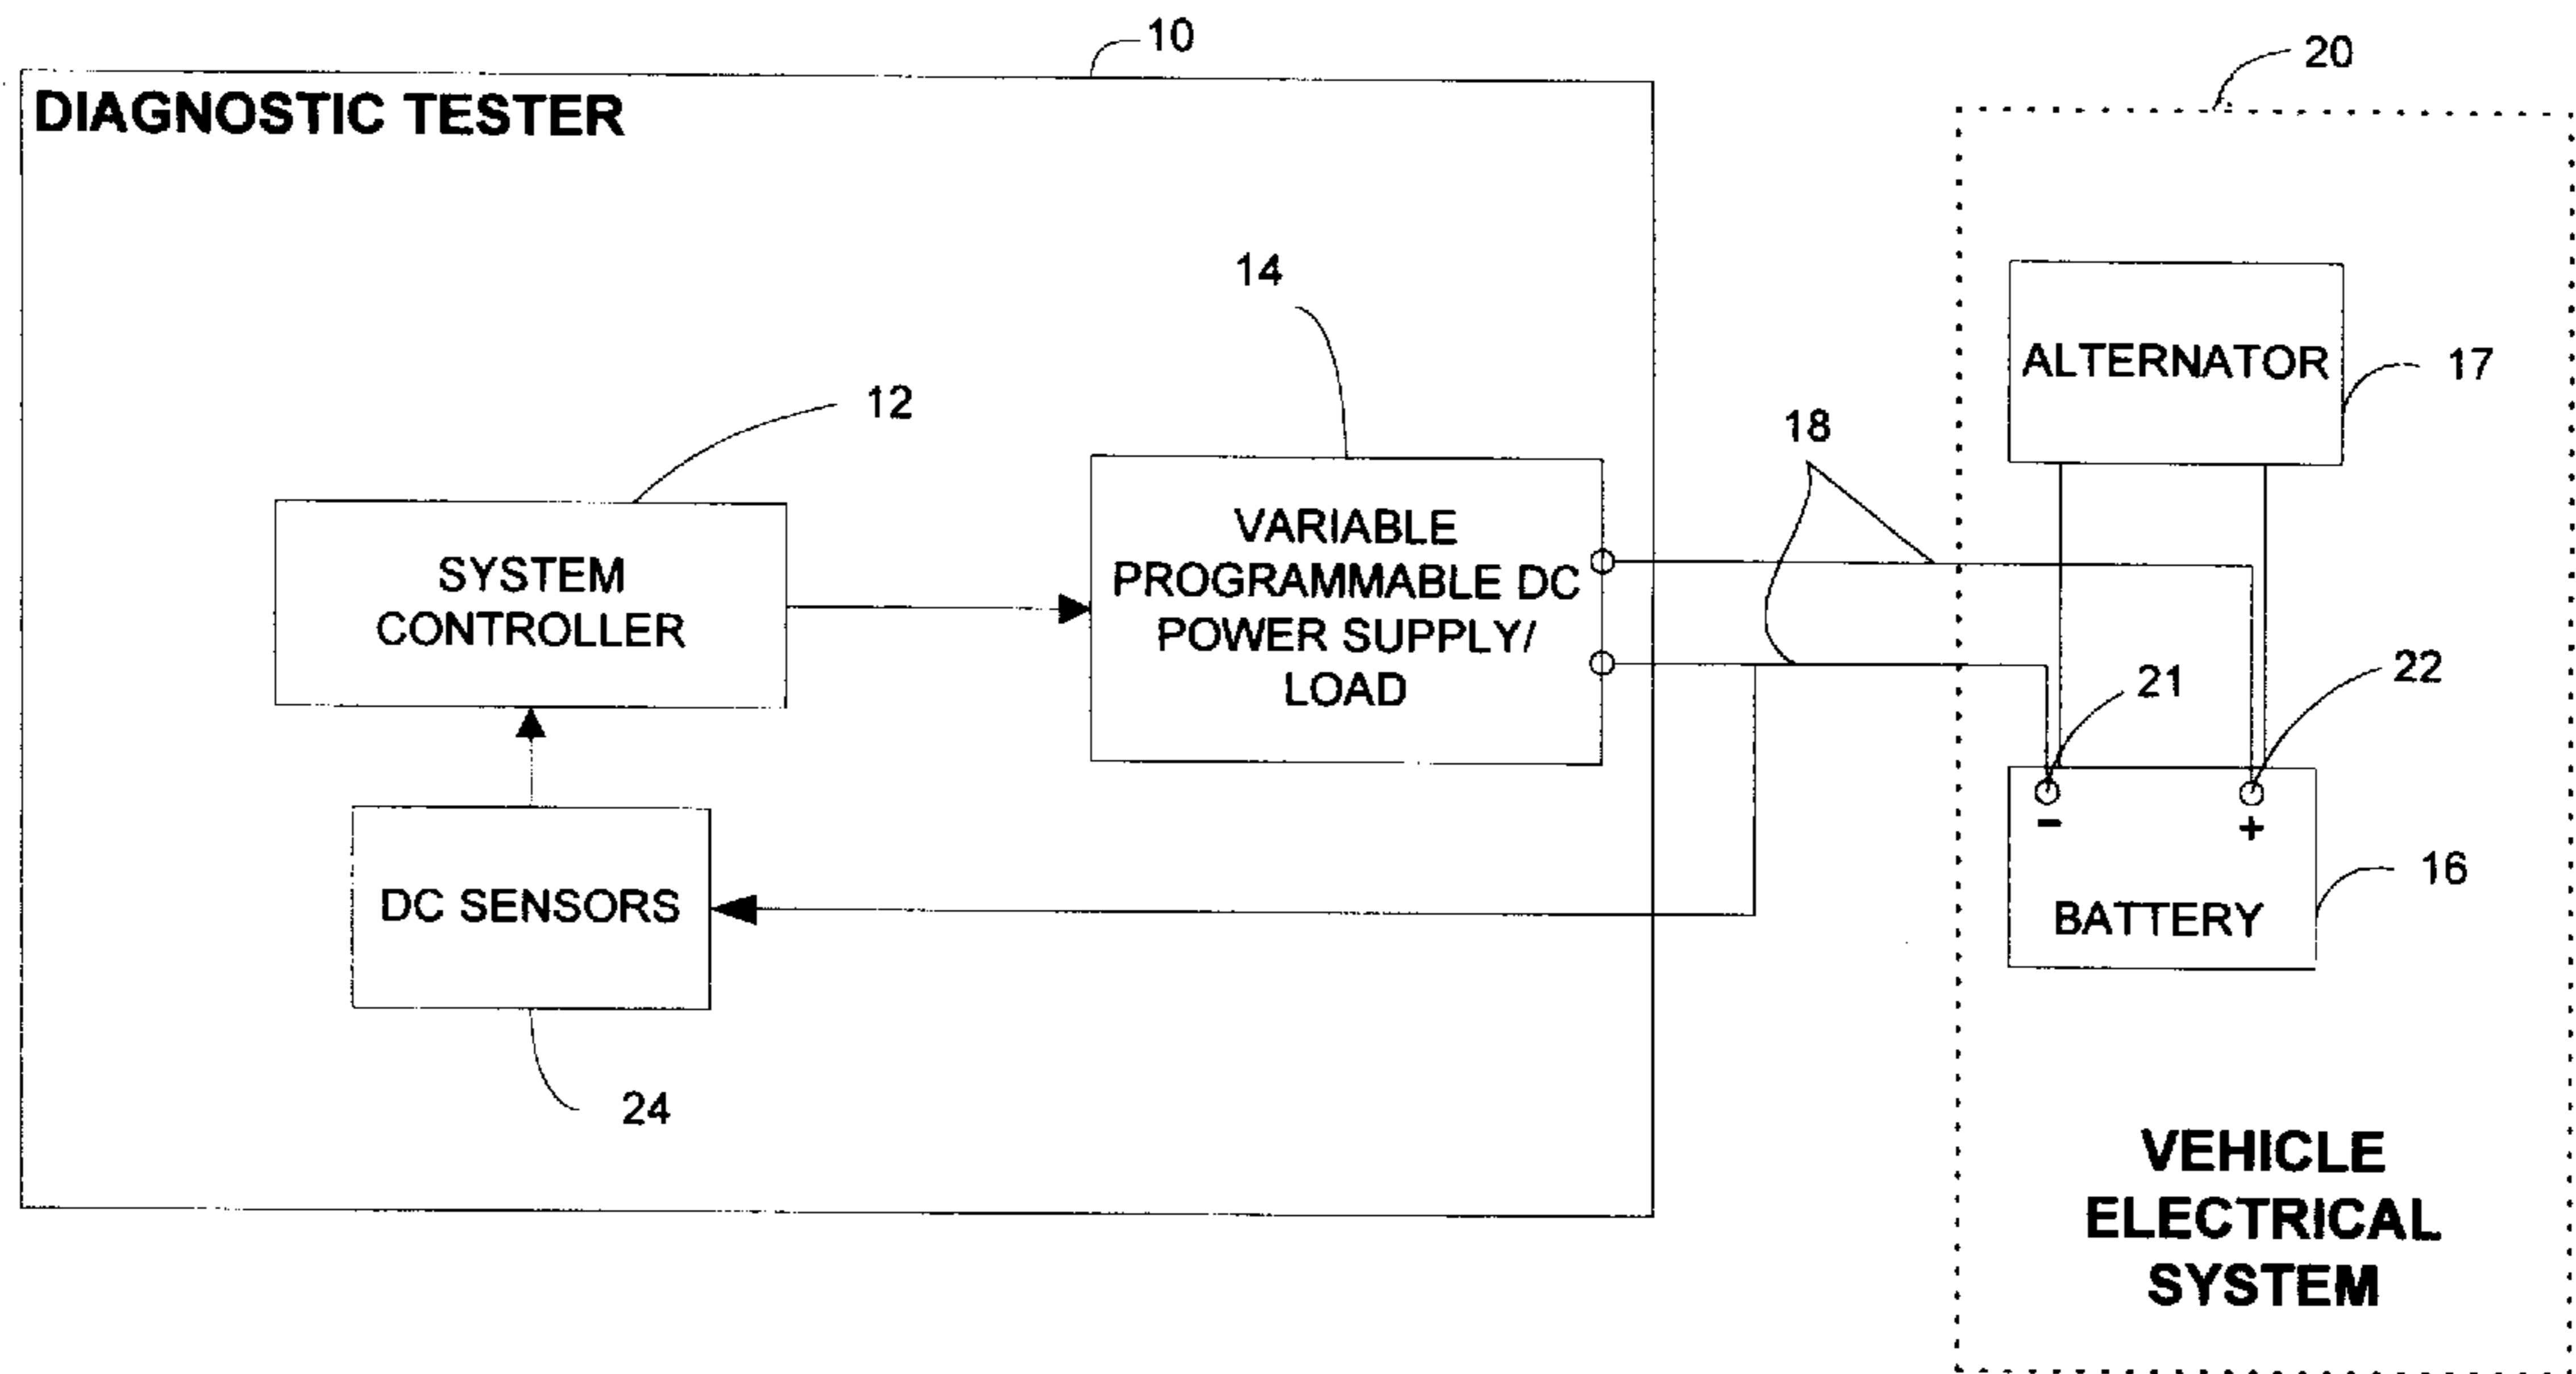 10
20
DIAGNOSTIC TESTER
14
ALTERNATOR
17
12
18
VARIABLE
PROGRAMMABLE DC
POWER SUPPLY/
LOAD
SYSTEM
CONTROLLER
21
22
-
+
16
DC SENSORS
BATTERY
24
VEHICLE
ELECTRICAL
SYSTEM